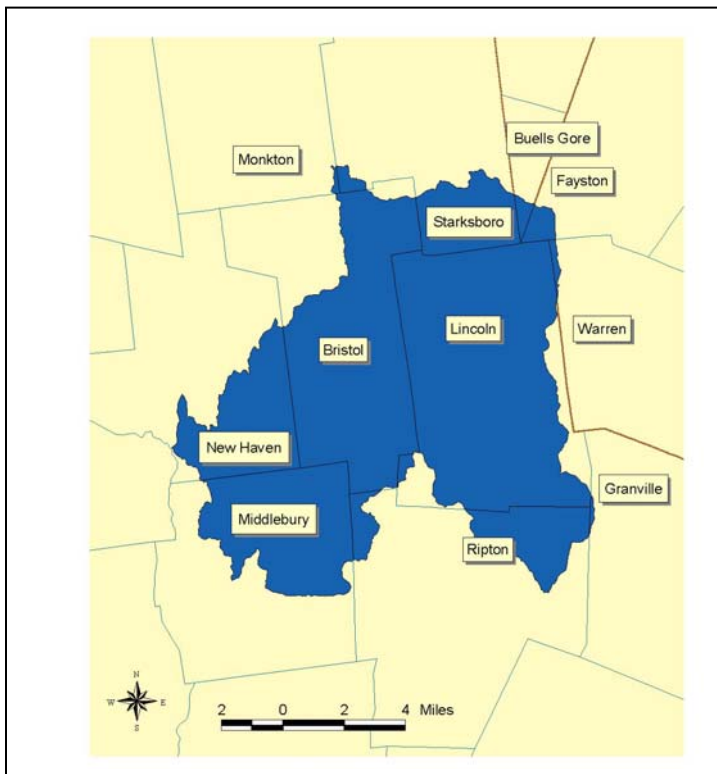 Buells Gore
Monkton
Fayston
Starksboro
Lincoln
Warren
Bristol
New Haven
Granville
Middlebury
Ripton
N
W E
S
2 0 2 4 Miles